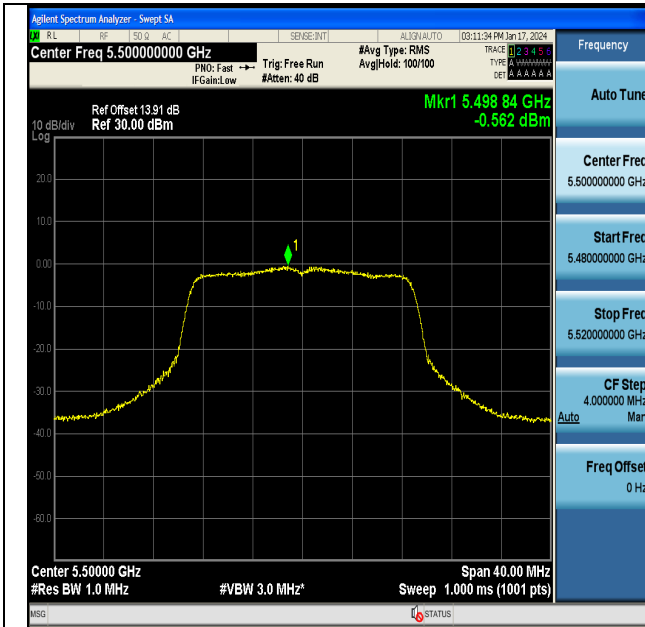 Agilent Spectrum Analyzer - Swept SA
LXI RL RF 50 Ω AC SENSE:INT ALIGN AUTO 03:11:34 PM Jan 17, 2024
Center Freq 5.500000000 GHz
PNO: Fast
IFGain:Low
Trig: Free Run
#Atten: 40 dB
#Avg Type: RMS
Avg|Hold: 100/100
TRACE 1 2 3 4 5 6
TYPE A
DET A A A A A A
Ref Offset 13.91 dB
10 dB/div Ref 30.00 dBm
Log
Mkr1 5.498 84 GHz
-0.562 dBm
20.0
10.0
0.00
-10.0
-20.0
-30.0
-40.0
-50.0
-60.0
1
Center 5.50000 GHz Span 40.00 MHz
#Res BW 1.0 MHz #VBW 3.0 MHz* Sweep 1.000 ms (1001 pts)
MSG STATUS
Frequency
Auto Tune
Center Freq
5.500000000 GHz
Start Freq
5.480000000 GHz
Stop Freq
5.520000000 GHz
CF Step
4.000000 MHz
Auto Man
Freq Offset
0 Hz